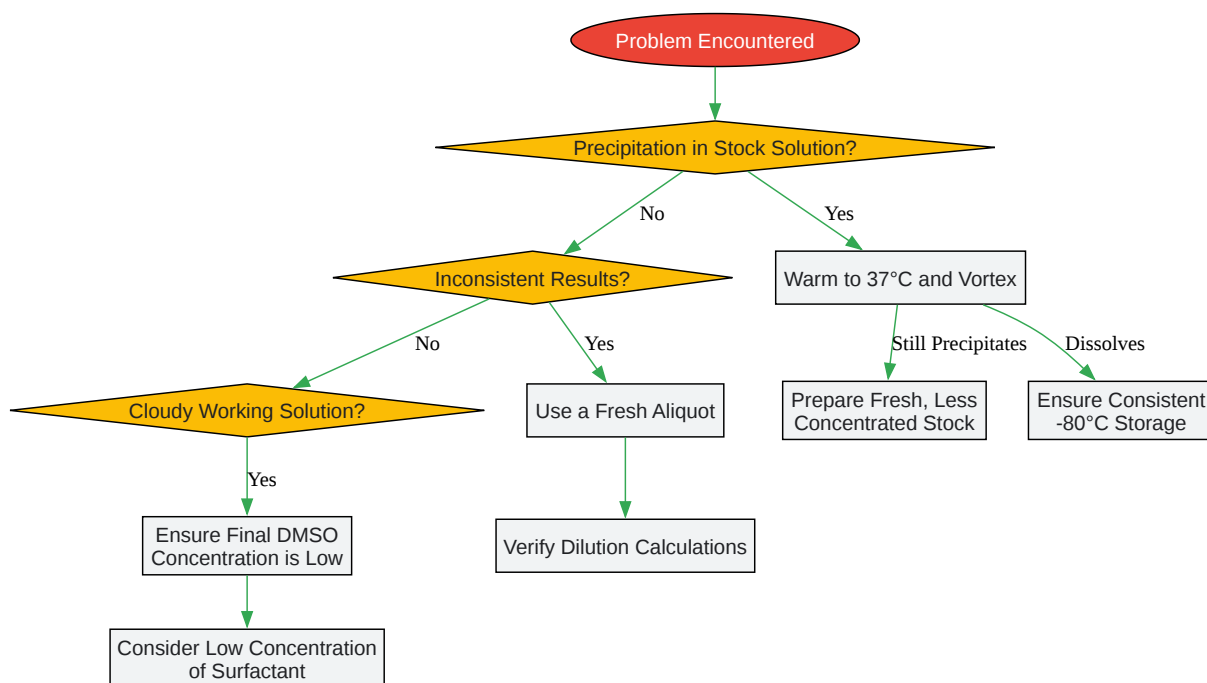 Problem Encountered
Precipitation in Stock Solution?
No
Yes
Inconsistent Results?
Warm to 37°C and Vortex
No
Yes
Still Precipitates
Dissolves
Cloudy Working Solution?
Use a Fresh Aliquot
Prepare Fresh, Less
Concentrated Stock
Ensure Consistent
-80°C Storage
Yes
Ensure Final DMSO
Concentration is Low
Verify Dilution Calculations
Consider Low Concentration
of Surfactant